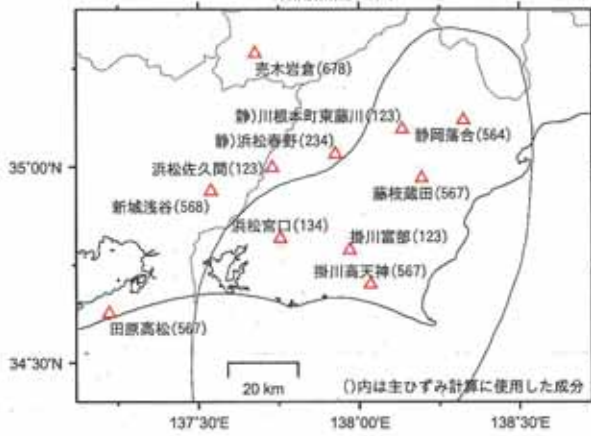 売木岩倉(678)
静)川根本町東藤川(123)
静岡落合(564)
静)浜松春野(234)
35°00'N
浜松佐久間(123)
藤枝蔵田(567)
新城浅谷(568)
浜松宮口(134)
掛川富部(123)
掛川高天神(567)
田原高松(567)
34°30'N
20 km
()内は主ひずみ計算に使用した成分
137°30'E
138°00'E
138°30'E